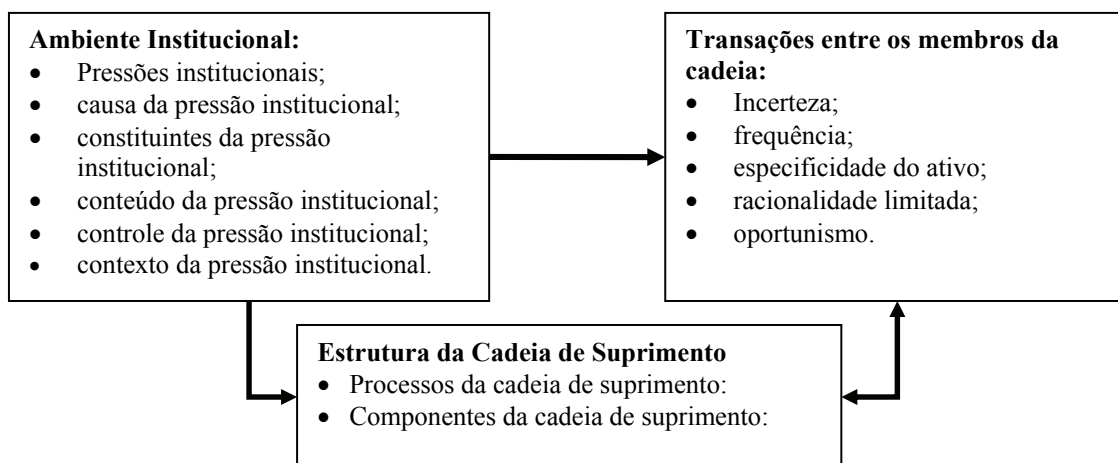 Ambiente Institucional:
• Pressões institucionais;
• causa da pressão institucional;
• constituintes da pressão
institucional;
• conteúdo da pressão institucional;
• controle da pressão institucional;
• contexto da pressão institucional.
Transações entre os membros da
cadeia:
• Incerteza;
• frequência;
• especificidade do ativo;
• racionalidade limitada;
• oportunismo.
Estrutura da Cadeia de Suprimento
• Processos da cadeia de suprimento:
• Componentes da cadeia de suprimento: